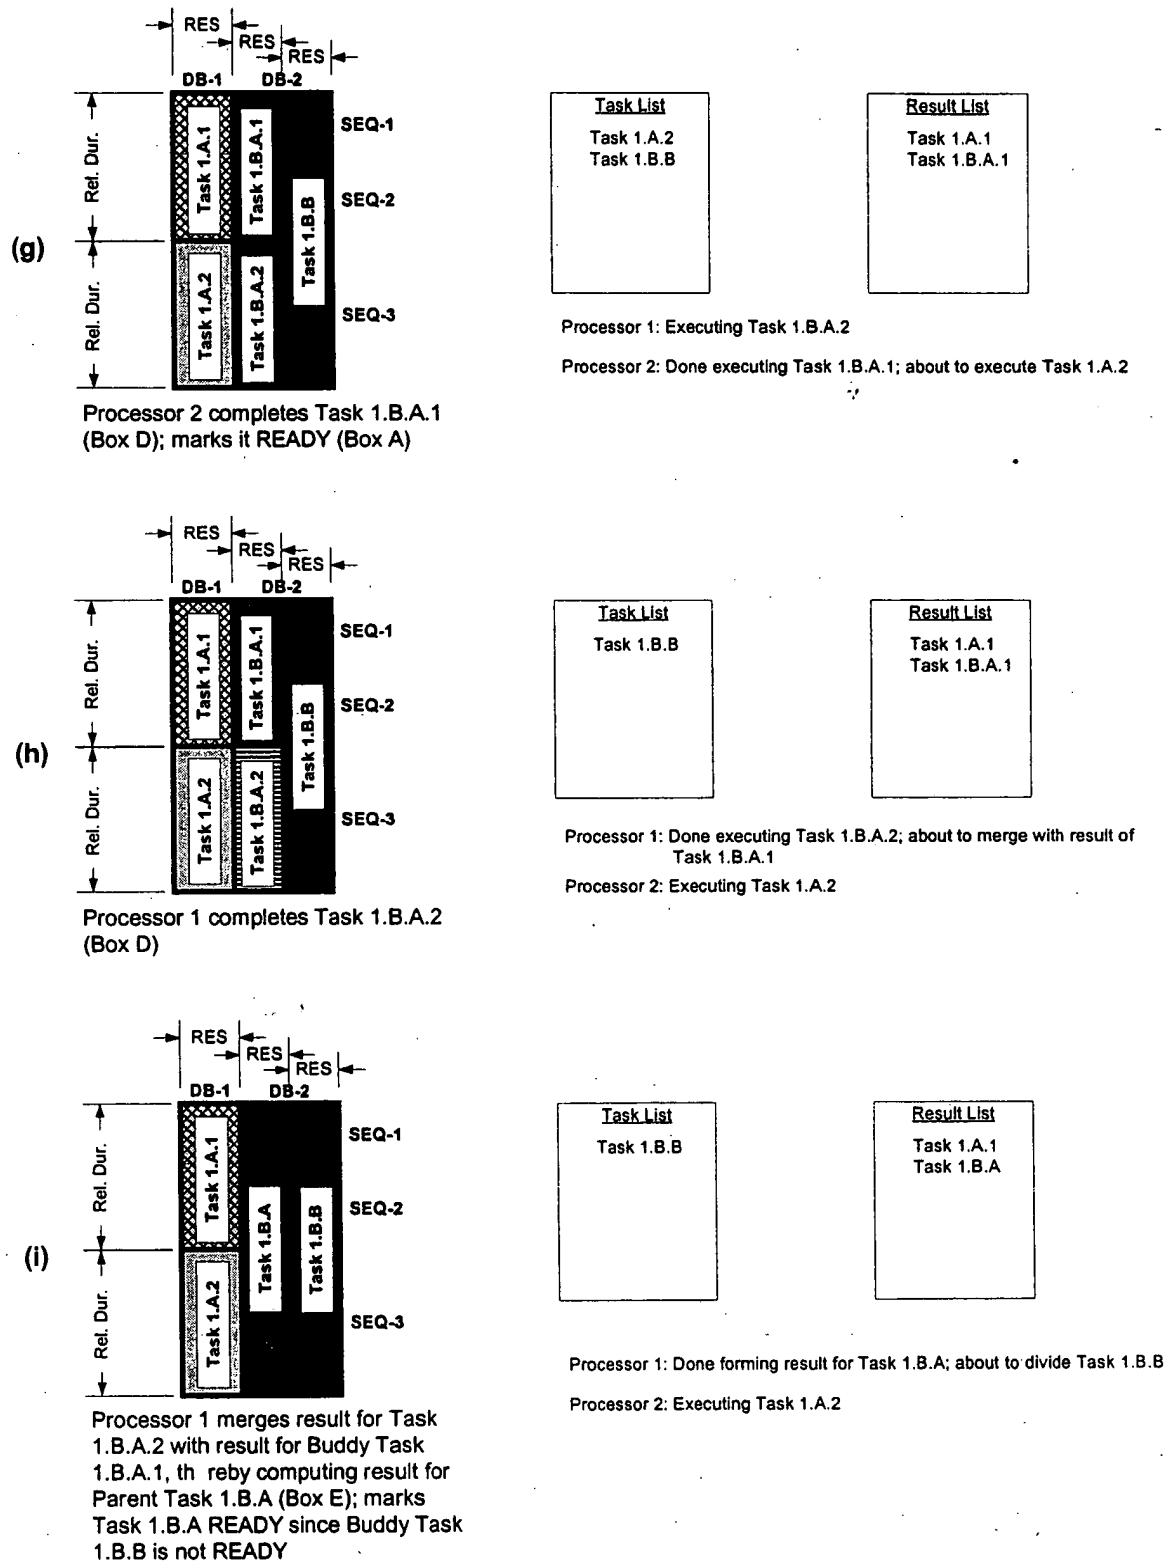 RES
RES
RES
DB-1 DB-2
Rel. Dur.
Rel. Dur.
Task 1.A.1
Task 1.B.A.1
Task 1.B.B
Task 1.A.2
Task 1.B.A.2
SEQ-1
SEQ-2
SEQ-3
(g)
Task List
Task 1.A.2
Task 1.B.B
Result List
Task 1.A.1
Task 1.B.A.1
Processor 1: Executing Task 1.B.A.2
Processor 2: Done executing Task 1.B.A.1; about to execute Task 1.A.2
Processor 2 completes Task 1.B.A.1
(Box D); marks it READY (Box A)
RES
RES
RES
DB-1 DB-2
Rel. Dur.
Rel. Dur.
Task 1.A.1
Task 1.B.A.1
Task 1.B.B
Task 1.A.2
Task 1.B.A.2
SEQ-1
SEQ-2
SEQ-3
(h)
Task List
Task 1.B.B
Result List
Task 1.A.1
Task 1.B.A.1
Processor 1: Done executing Task 1.B.A.2; about to merge with result of
Task 1.B.A.1
Processor 2: Executing Task 1.A.2
Processor 1 completes Task 1.B.A.2
(Box D)
RES
RES
RES
DB-1 DB-2
Rel. Dur.
Rel. Dur.
Task 1.A.1
Task 1.B.A
Task 1.B.B
Task 1.A.2
SEQ-1
SEQ-2
SEQ-3
(i)
Task List
Task 1.B.B
Result List
Task 1.A.1
Task 1.B.A
Processor 1: Done forming result for Task 1.B.A; about to divide Task 1.B.B
Processor 2: Executing Task 1.A.2
Processor 1 merges result for Task
1.B.A.2 with result for Buddy Task
1.B.A.1, th reby computing result for
Parent Task 1.B.A (Box E); marks
Task 1.B.A READY since Buddy Task
1.B.B is not READY